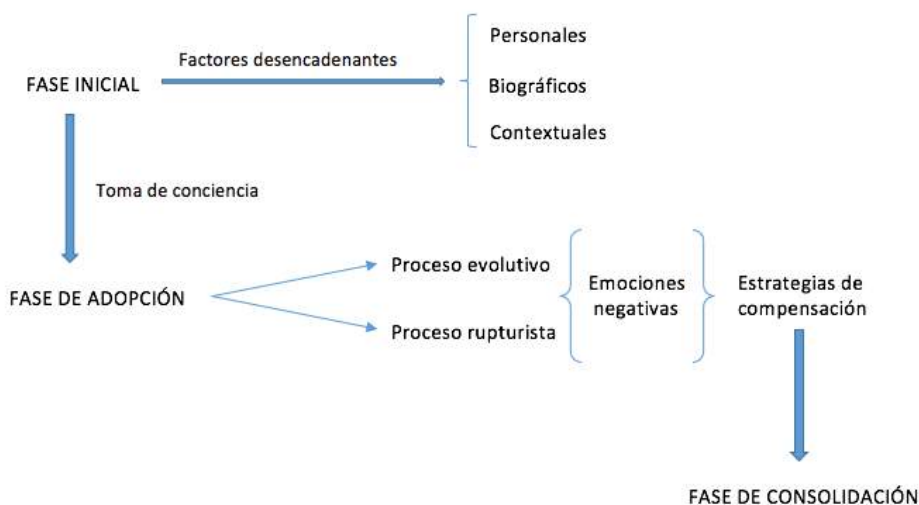 Personales
Factores desencadenantes
FASE INICIAL
Biográficos
Contextuales
Toma de conciencia
Proceso evolutivo
FASE DE ADOPCIÓN
Emociones
negativas
Estrategias de
compensación
Proceso rupturista
FASE DE CONSOLIDACIÓN